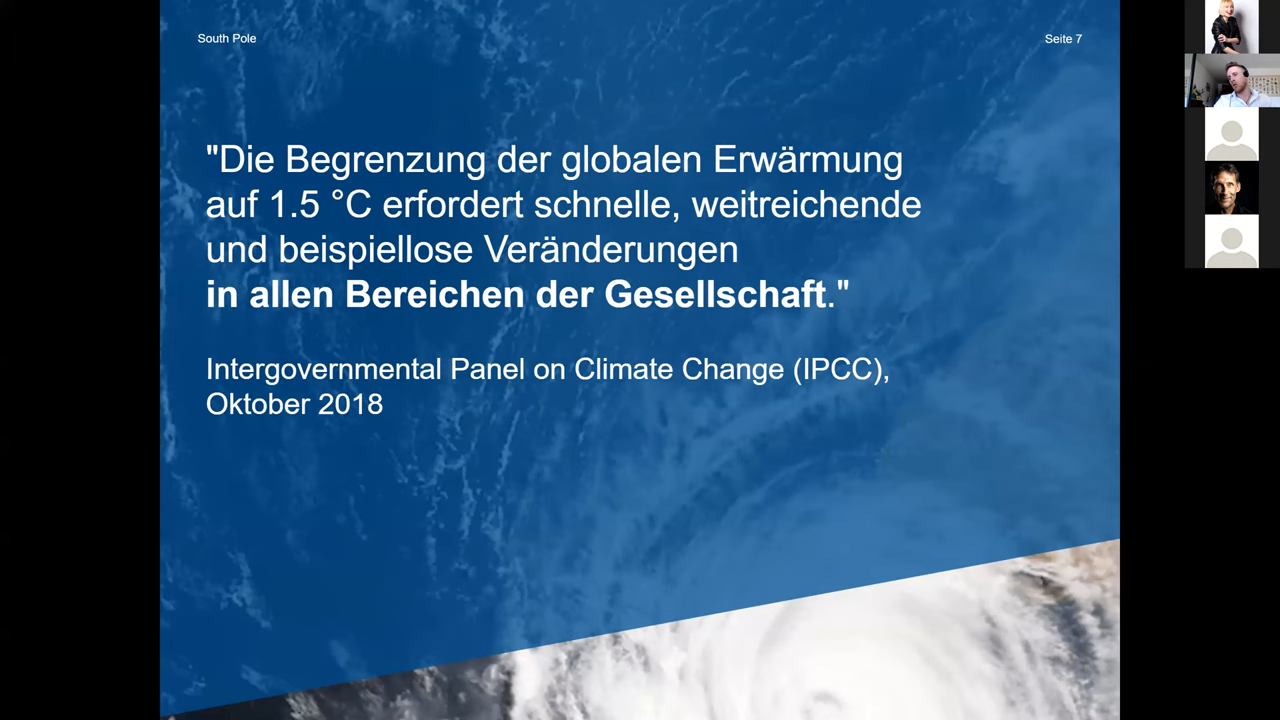 South Pole
Seite 7
"Die Begrenzung der globalen Erwärmung
auf 1.5 °C erfordert schnelle, weitreichende
und beispiellose Veränderungen
in allen Bereichen der Gesellschaft."
Intergovernmental Panel on Climate Change (IPCC),
Oktober 2018